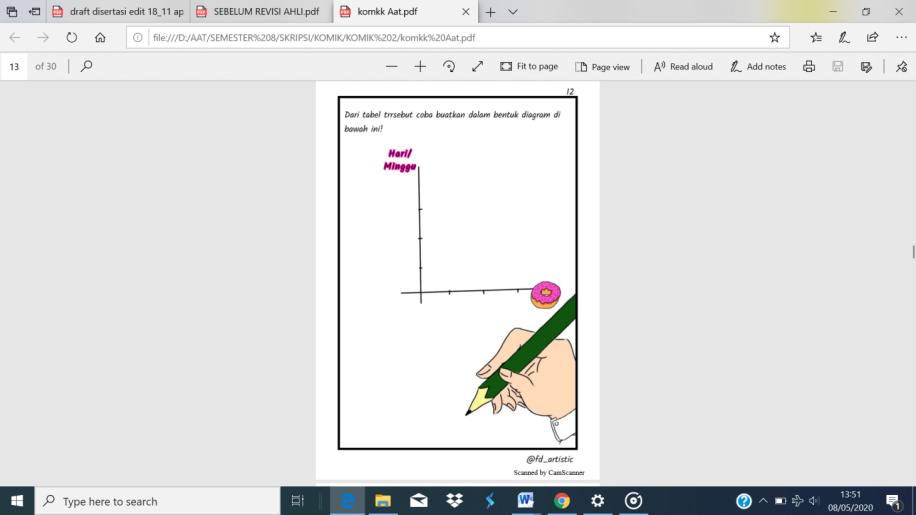 draft disertasi edit 18_11 ap
SEBELUM REVISI AHLI.pdf
komkk Aat.pdf
file:///D:/AAT/SEMESTER%208/SKRIPSI/KOMIK/KOMIK%202/komkk%20Aat.pdf
13 of 30
Fit to page
Page view
Read aloud
Add notes
12
Dari tabel trrsebut coba buatkan dalam bentuk diagram di
bawah ini!
Hari/
Minggu
@fd_artistic
Scanned by CamScanner
Type here to search
13:51
08/05/2020
1